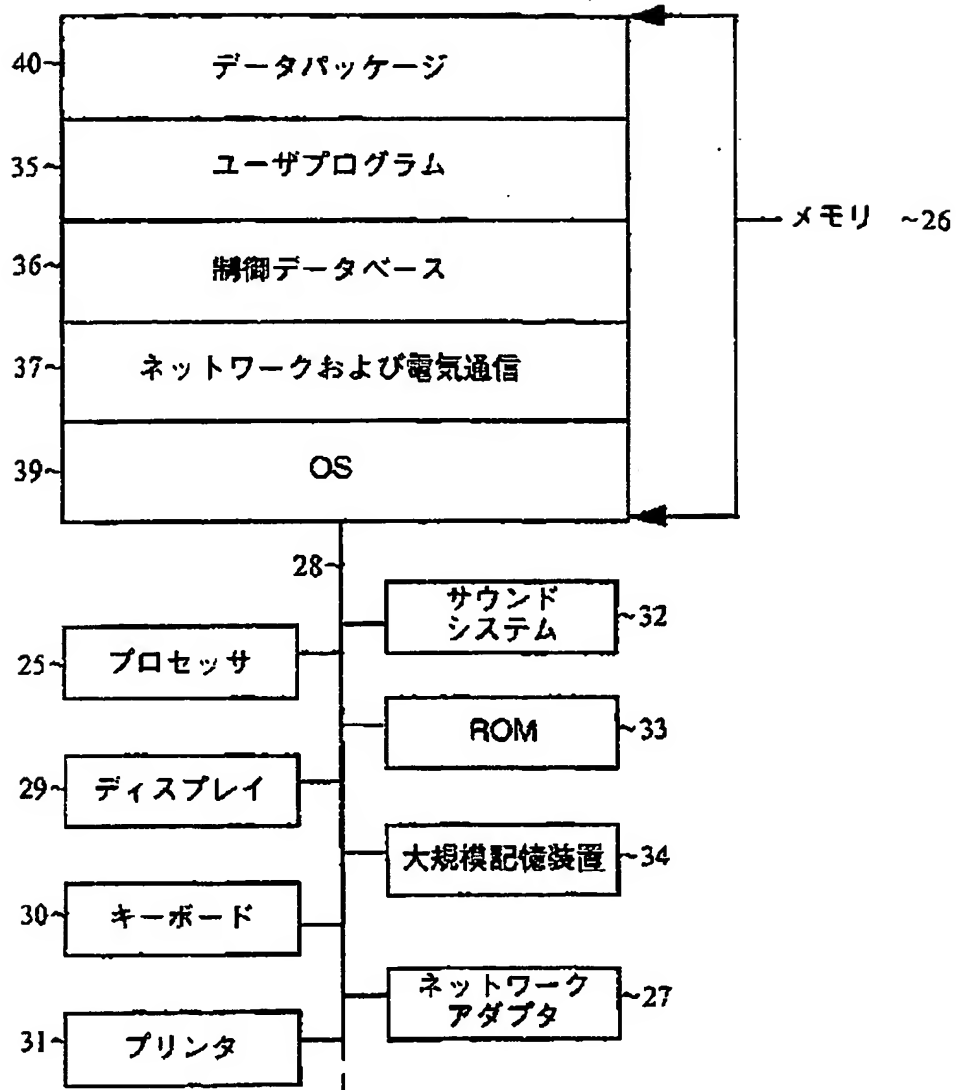 40~ データパッケージ
35~ ユーザプログラム
メモリ ~26
36~ 制御データベース
37~ ネットワークおよび電気通信
39~ OS
28~
サウンド
システム ~32
25~ プロセッサ
ROM ~33
29~ ディスプレイ
大規模記憶装置 ~34
30~ キーボード
ネットワーク
アダプタ ~27
31~ プリンタ